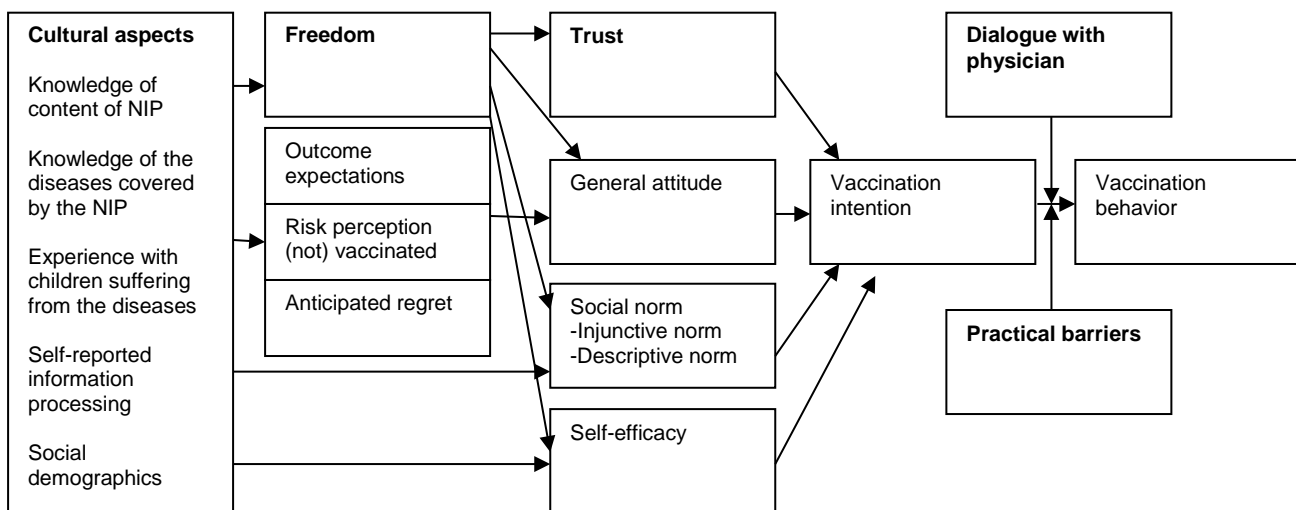 Cultural aspects
Knowledge of
content of NIP
Knowledge of the
diseases covered
by the NIP
Experience with
children suffering
from the diseases
Self-reported
information
processing
Social
demographics
Freedom
Outcome
expectations
Risk perception
(not) vaccinated
Anticipated regret
Trust
General attitude
Social norm
-Injunctive norm
-Descriptive norm
Self-efficacy
Vaccination
intention
Dialogue with
physician
Vaccination
behavior
Practical barriers